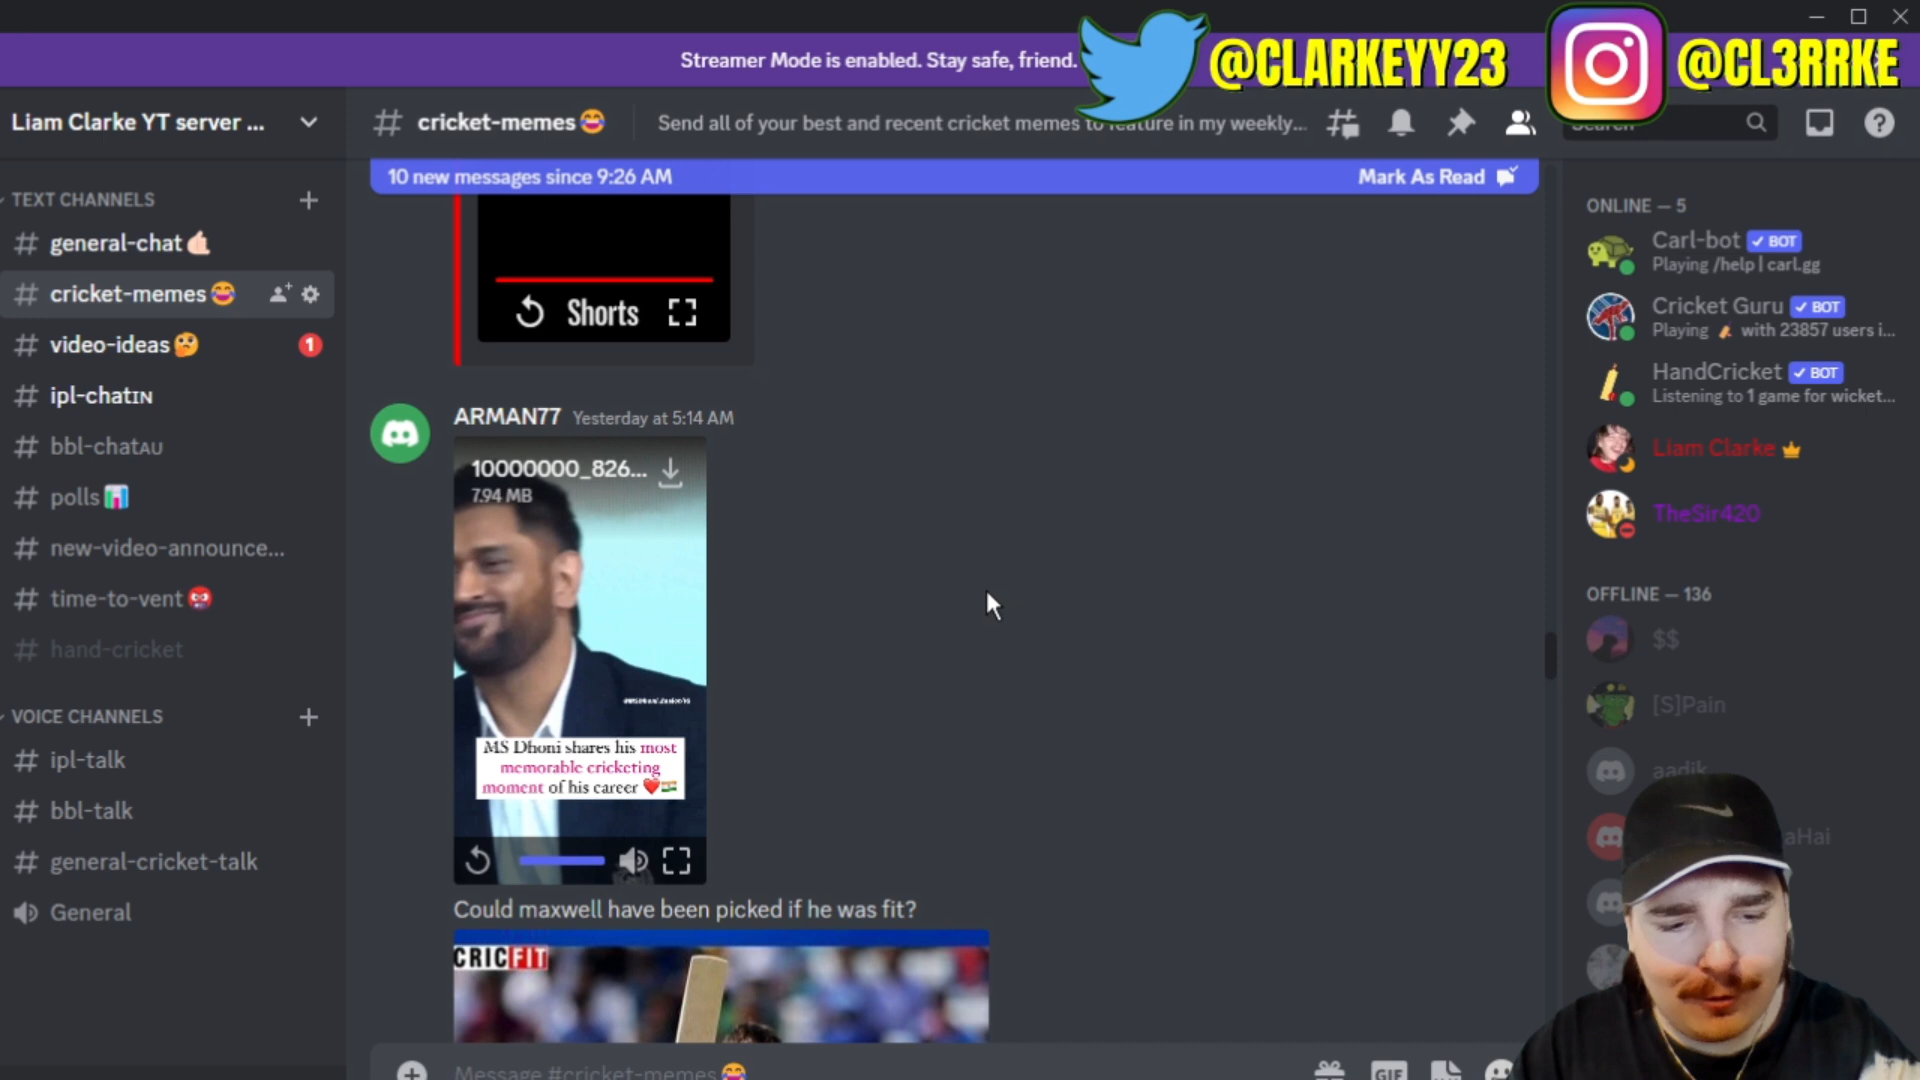 Streamer Mode is enabled. Stay safe, friend.
@CLARKEYY23
@CL3RRKE
Liam Clarke YT server ...
cricket-memes😂
Send all of your best and recent cricket memes to feature in my weekly...
Search
10 new messages since 9:26 AM
Mark As Read
TEXT CHANNELS
general-chat
cricket-memes😂
video-ideas🤔
1
ipl-chatIN
bbl-chatAU
polls📊
new-video-announce...
time-to-vent
hand-cricket
VOICE CHANNELS
ipl-talk
bbl-talk
general-cricket-talk
General
Shorts
ARMAN77 Yesterday at 5:14 AM
10000000_826...
7.94 MB
MS Dhoni shares his most
memorable cricketing
moment of his career ❤️🇮🇳
Could maxwell have been picked if he was fit?
CRICFIT
Message #cricket-memes😂
GIF
ONLINE — 5
Carl-bot ✓ BOT
Playing /help | carl.gg
Cricket Guru ✓ BOT
Playing 🏏 with 23857 users i...
HandCricket ✓ BOT
Listening to 1 game for wicket...
Liam Clarke
TheSir420
OFFLINE — 136
$$
[S]Pain
aadik
aHai